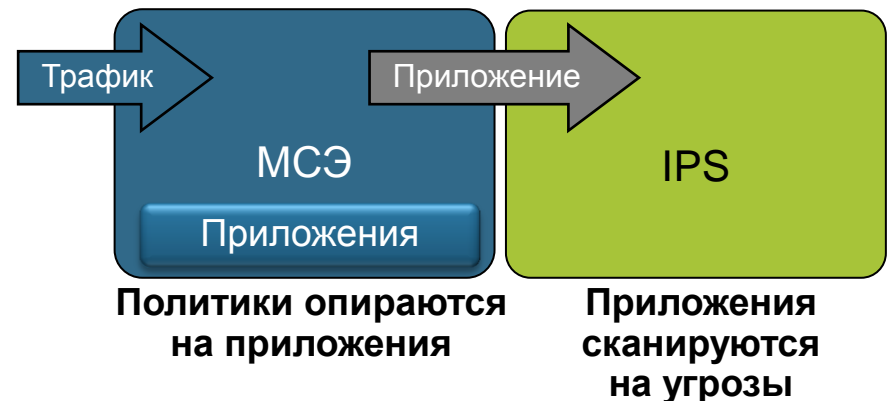 Трафик
Приложение
МСЭ
IPS
Приложения
Политики опираются
на приложения
Приложения
сканируются
на угрозы